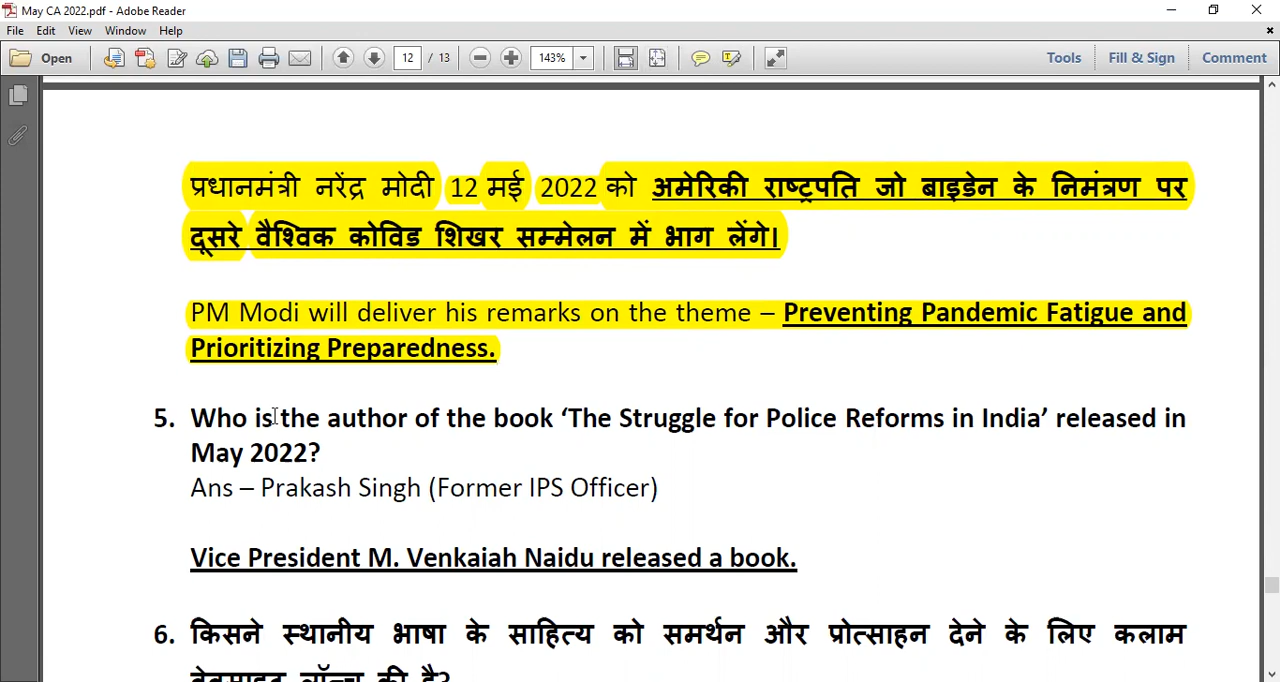 May CA 2022.pdf - Adobe Reader
File Edit View Window Help
Open 12 / 13 143% Tools Fill & Sign Comment
प्रधानमंत्री नरेंद्र मोदी 12 मई 2022 को अमेरिकी राष्ट्रपति जो बाइडेन के निमंत्रण पर
दूसरे वैश्विक कोविड शिखर सम्मेलन में भाग लेंगे।
PM Modi will deliver his remarks on the theme – Preventing Pandemic Fatigue and
Prioritizing Preparedness.
5. Who is the author of the book ‘The Struggle for Police Reforms in India’ released in
May 2022?
Ans – Prakash Singh (Former IPS Officer)
Vice President M. Venkaiah Naidu released a book.
6. किसने स्थानीय भाषा के साहित्य को समर्थन और प्रोत्साहन देने के लिए कलाम
वेबसाइट लॉन्च की है?